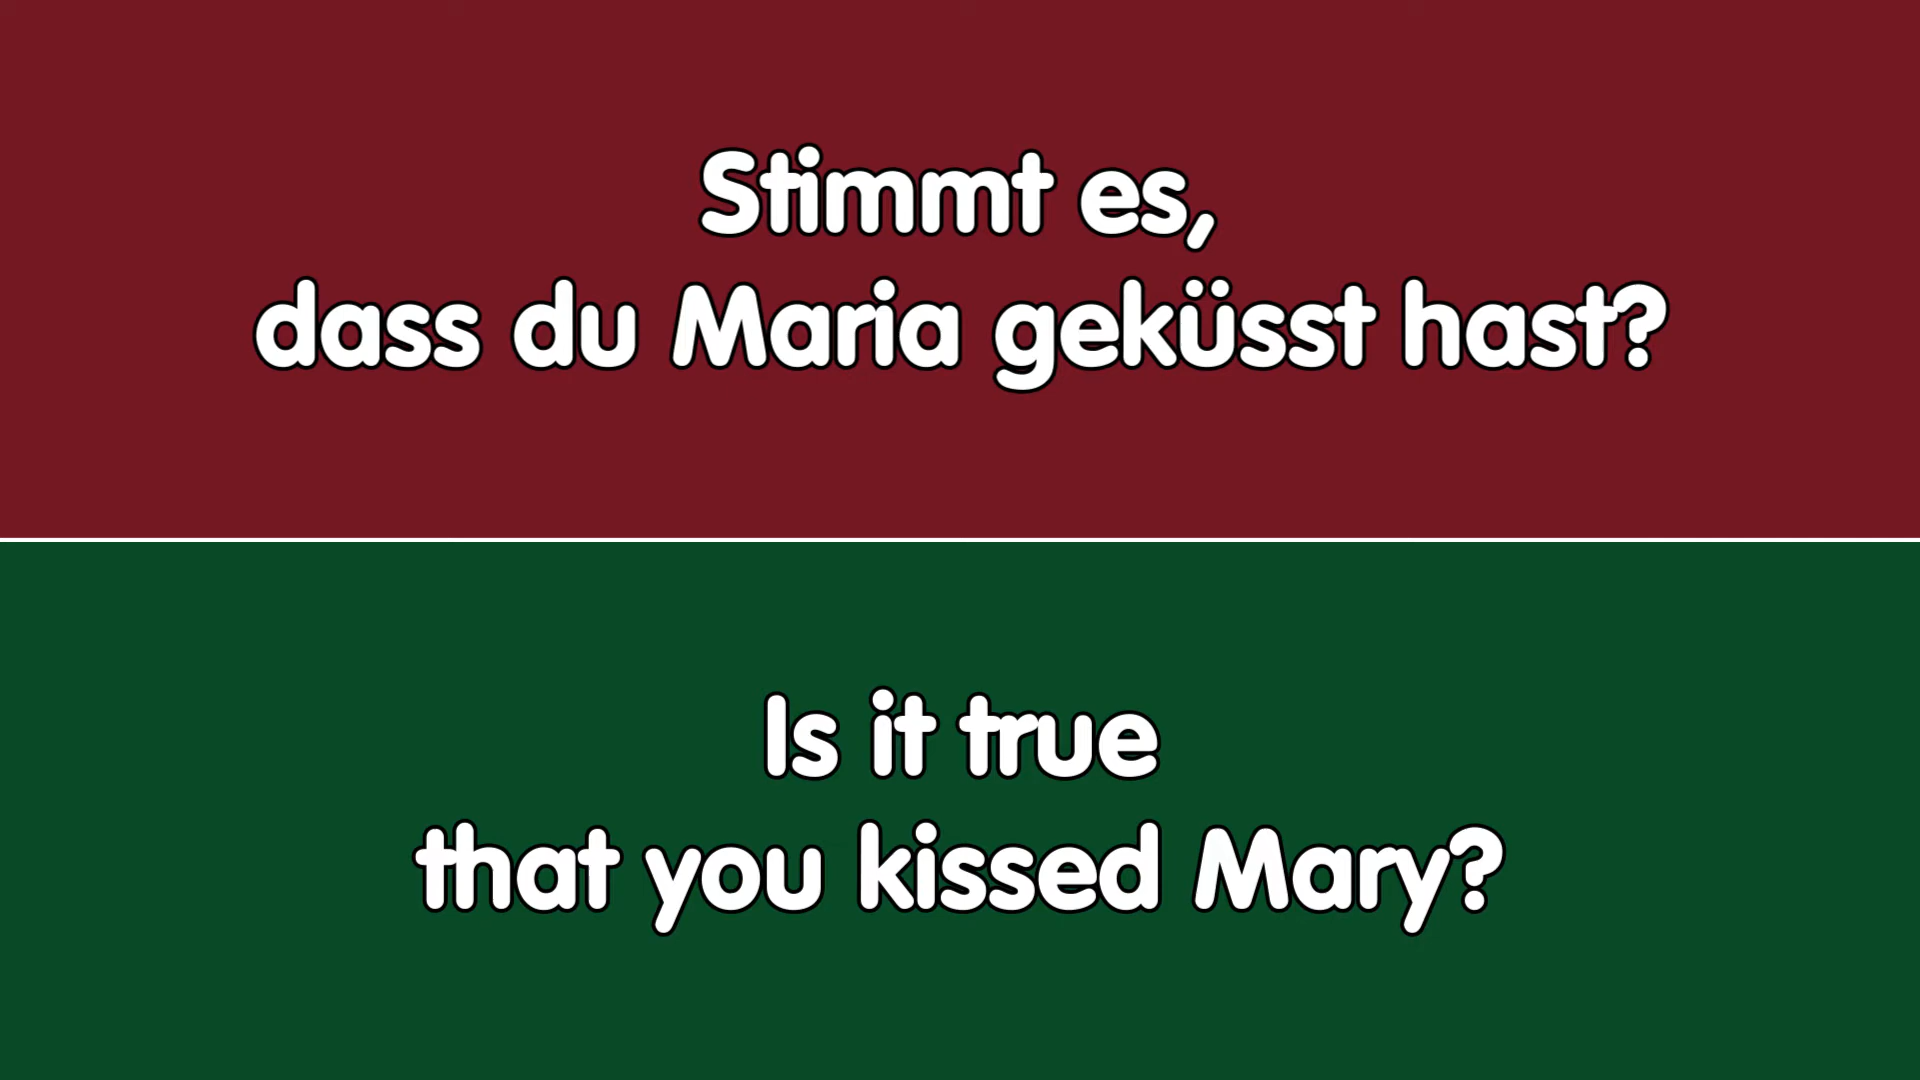 Stimmt es,
dass du Maria geküsst hast?
Is it true
that you kissed Mary?